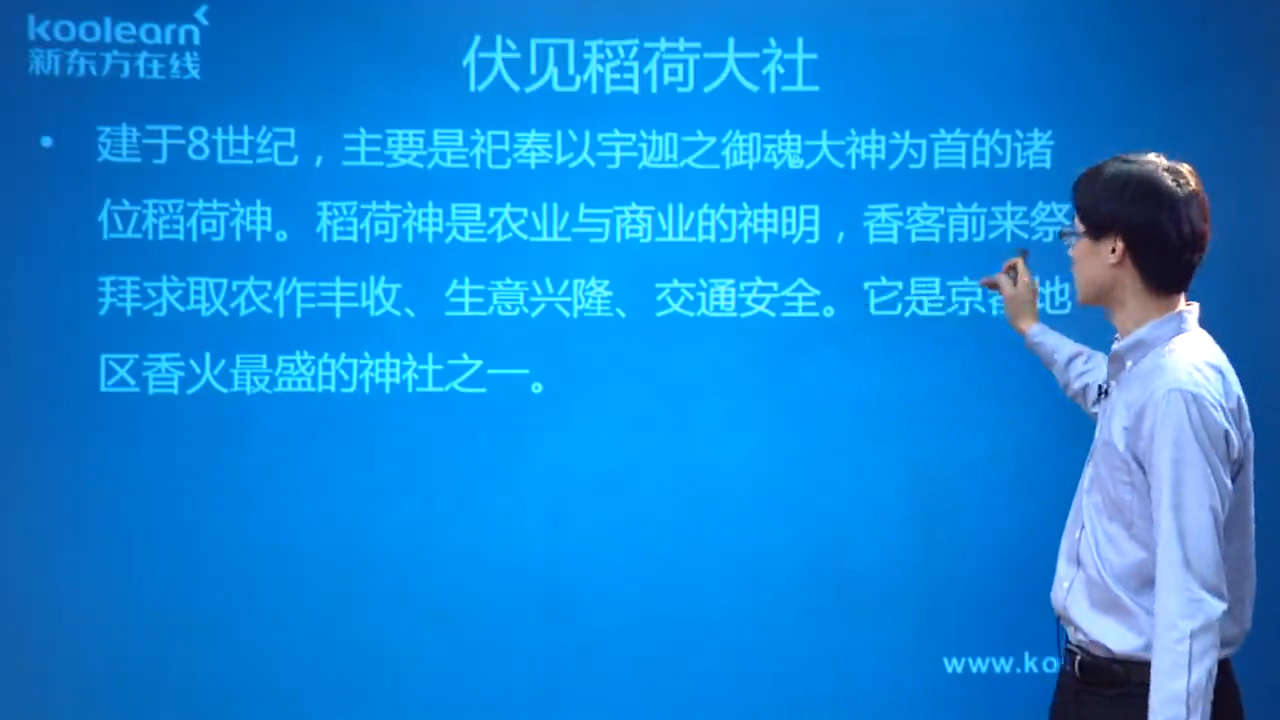 koolearn
新东方在线
伏见稻荷大社
• 建于8世纪，主要是祀奉以宇迦之御魂大神为首的诸
位稻荷神。稻荷神是农业与商业的神明，香客前来祭
拜求取农作丰收、生意兴隆、交通安全。它是京都地
区香火最盛的神社之一。
www.ko